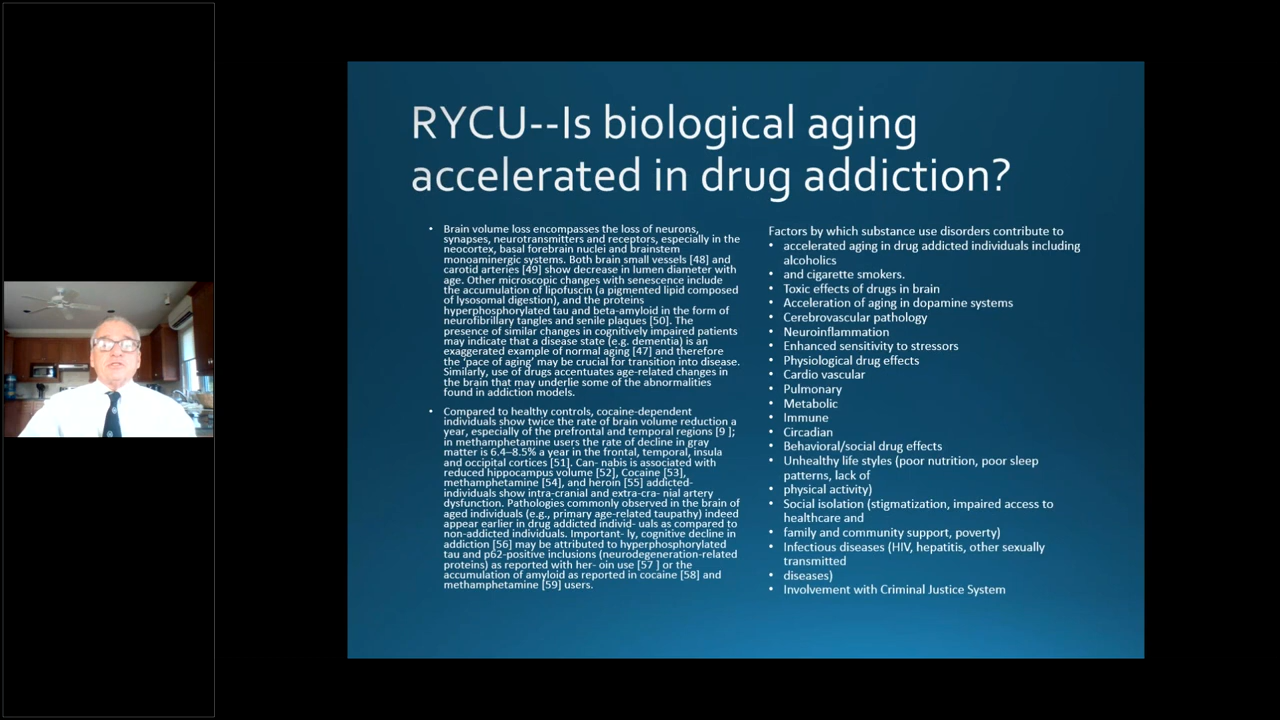 RYCU--Is biological aging
accelerated in drug addiction?
• Brain volume loss encompasses the loss of neurons,
synapses, neurotransmitters and receptors, especially in the
neocortex, basal forebrain nuclei and brainstem
monoaminergic systems. Both brain small vessels [48] and
carotid arteries [49] show decrease in lumen diameter with
age. Other microscopic changes with senescence include
the accumulation of lipofuscin (a pigmented lipid composed
of lysosomal digestion), and the proteins
hyperphosphorylated tau and beta-amyloid in the form of
neurofibrillary tangles and senile plaques [50]. The
presence of similar changes in cognitively impaired patients
may indicate that a disease state (e.g. dementia) is an
exaggerated example of normal aging [47] and therefore
the 'pace of aging' may be crucial for transition into disease.
Similarly, use of drugs accentuates age-related changes in
the brain that may underlie some of the abnormalities
found in addiction models.
• Compared to healthy controls, cocaine-dependent
individuals show twice the rate of brain volume reduction a
year, especially of the prefrontal and temporal regions [9 ];
in methamphetamine users the rate of decline in gray
matter is 6.4–8.5% a year in the frontal, temporal, insula
and occipital cortices [51]. Can- nabis is associated with
reduced hippocampus volume [52], Cocaine [53],
methamphetamine [54], and heroin [55] addicted-
individuals show intra-cranial and extra-cra- nial artery
dysfunction. Pathologies commonly observed in the brain of
aged individuals (e.g., primary age-related taupathy) indeed
appear earlier in drug addicted individ- uals as compared to
non-addicted individuals. Important- ly, cognitive decline in
addiction [56] may be attributed to hyperphosphorylated
tau and p62-positive inclusions (neurodegeneration-related
proteins) as reported with her- oin use [57 ] or the
accumulation of amyloid as reported in cocaine [58] and
methamphetamine [59] users.
Factors by which substance use disorders contribute to
• accelerated aging in drug addicted individuals including
alcoholics
• and cigarette smokers.
• Toxic effects of drugs in brain
• Acceleration of aging in dopamine systems
• Cerebrovascular pathology
• Neuroinflammation
• Enhanced sensitivity to stressors
• Physiological drug effects
• Cardio vascular
• Pulmonary
• Metabolic
• Immune
• Circadian
• Behavioral/social drug effects
• Unhealthy life styles (poor nutrition, poor sleep
patterns, lack of
• physical activity)
• Social isolation (stigmatization, impaired access to
healthcare and
• family and community support, poverty)
• Infectious diseases (HIV, hepatitis, other sexually
transmitted
• diseases)
• Involvement with Criminal Justice System